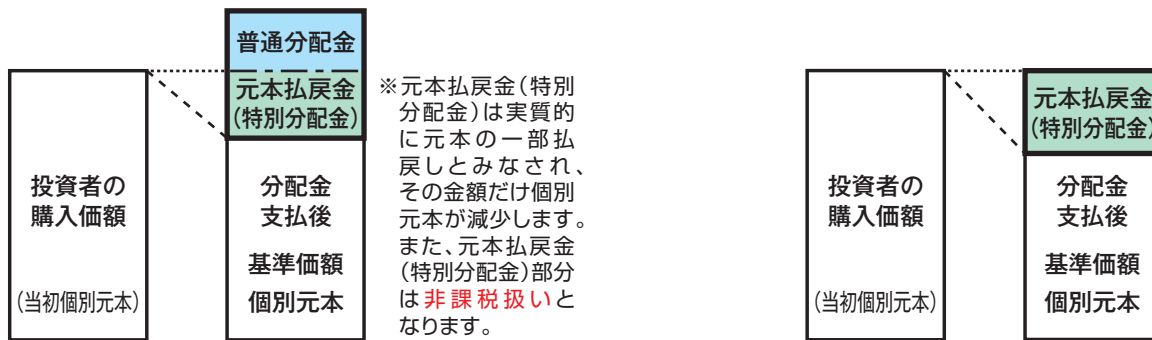 普通分配金
元本払戻金
(特別分配金)
投資者の
購入価額
(当初個別元本)
分配金
支払後
基準価額
個別元本
※元本払戻金(特別
分配金)は実質的
に元本の一部払
戻しとみなされ、
その金額だけ個別
元本が減少します。
また、元本払戻金
(特別分配金)部分
は非課税扱いと
なります。
元本払戻金
(特別分配金)
投資者の
購入価額
(当初個別元本)
分配金
支払後
基準価額
個別元本